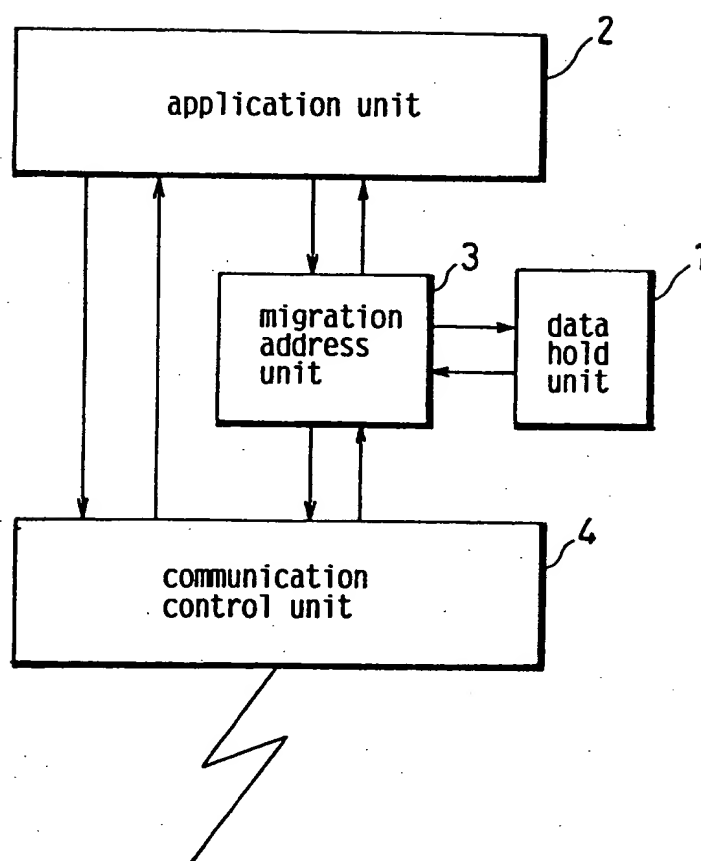 2
application unit
3
migration
address
unit
1
data
hold
unit
4
communication
control unit